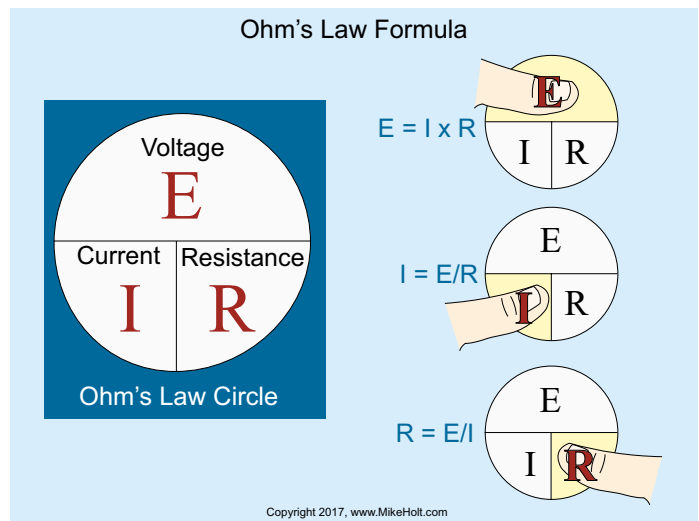 Ohm's Law Formula
Voltage
E
Current Resistance
I R
Ohm's Law Circle
E = I x R
E
I R
I = E/R
E
I R
R = E/I
E
I R
Copyright 2017, www.MikeHolt.com